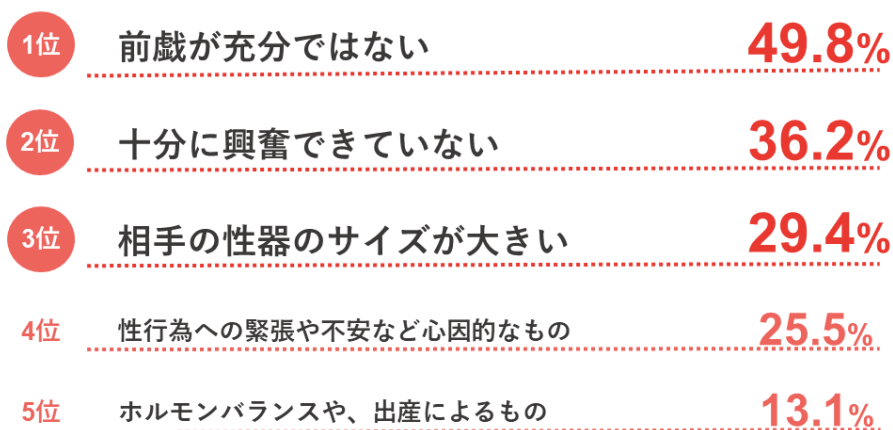 1位 前戯が充分ではない 49.8%
2位 十分に興奮できていない 36.2%
3位 相手の性器のサイズが大きい 29.4%
4位 性行為への緊張や不安など心因的なもの 25.5%
5位 ホルモンバランスや、出産によるもの 13.1%